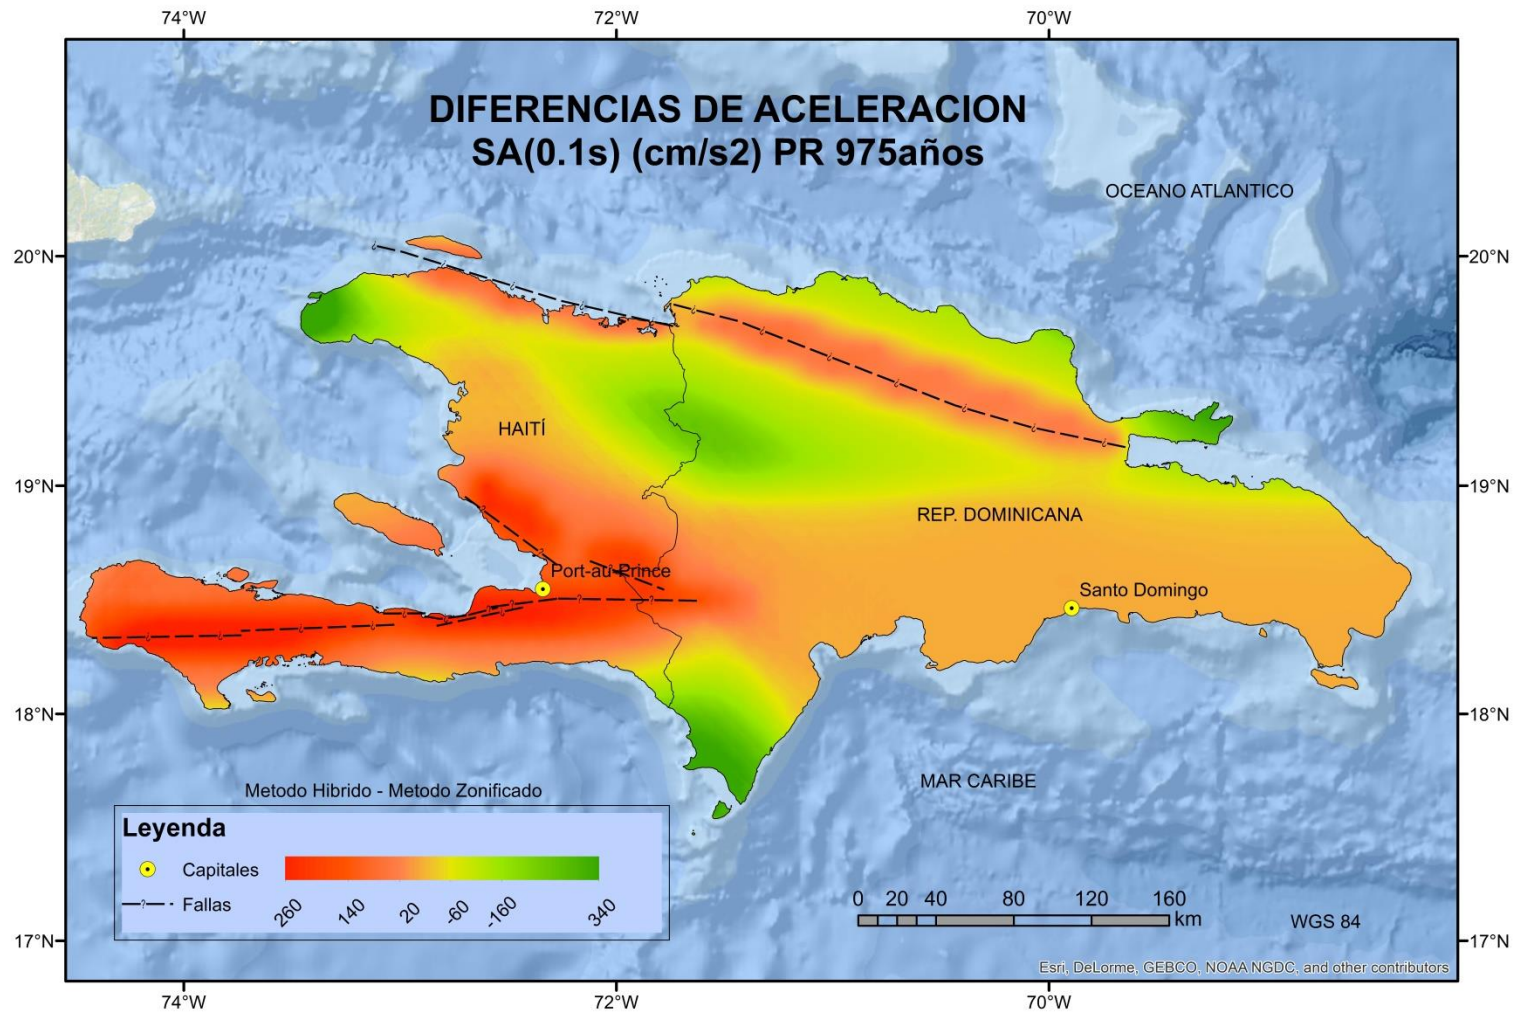 74°W 72°W 70°W
DIFERENCIAS DE ACELERACION
SA(0.1s) (cm/s2) PR 975años
OCEANO ATLANTICO
20°N 20°N
HAITÍ
19°N 19°N
REP. DOMINICANA
Port-au-Prince
Santo Domingo
18°N 18°N
MAR CARIBE
Metodo Hibrido - Metodo Zonificado
Leyenda
Capitales
Fallas
260 140 20 -60 -160 340
0 20 40 80 120 160
km
WGS 84
17°N 17°N
Esri, DeLorme, GEBCO, NOAA NGDC, and other contributors
74°W 72°W 70°W